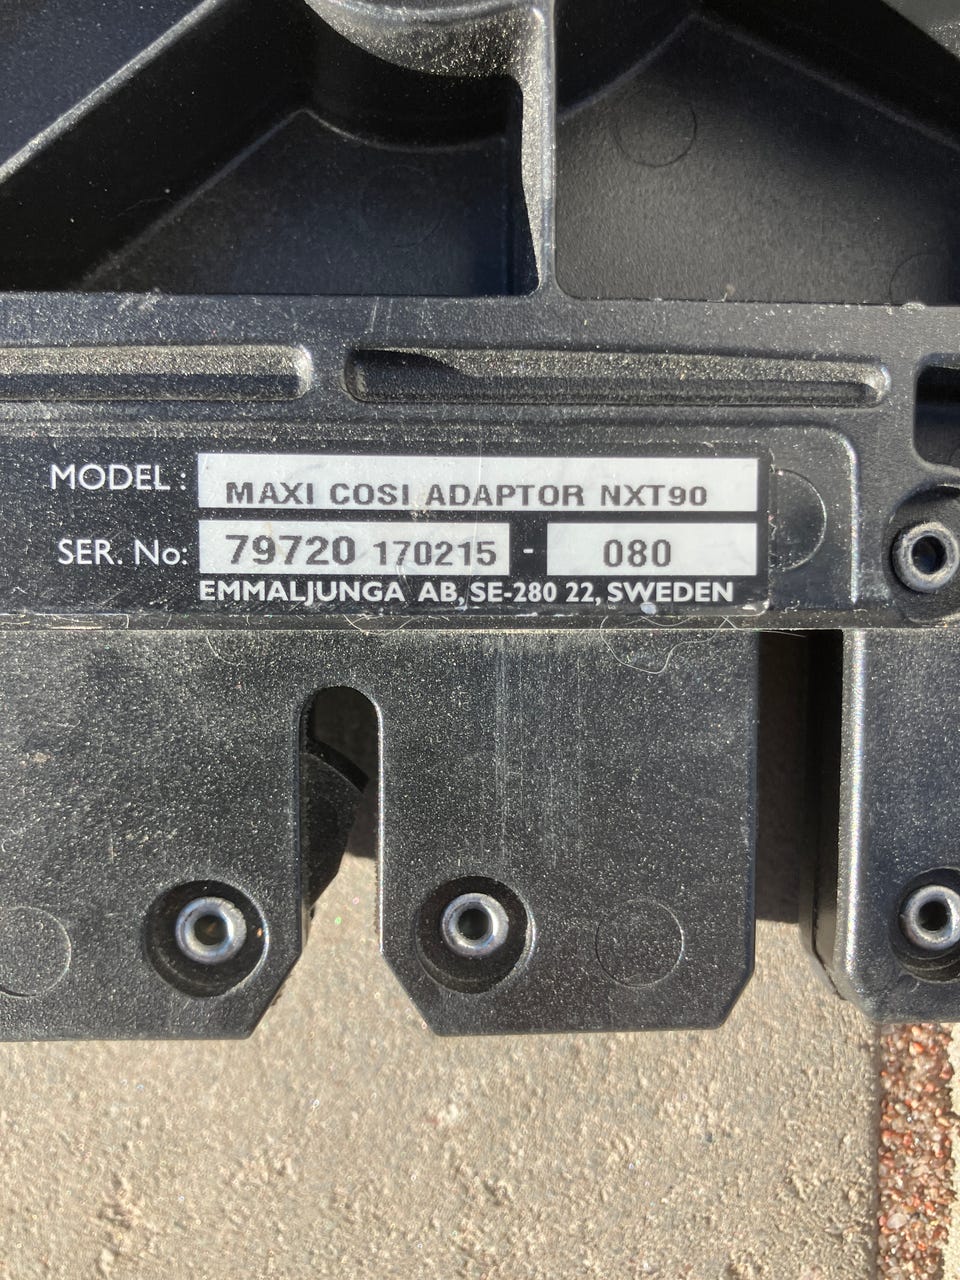 MODEL : MAXI COSI ADAPTOR NXT90
SER. No: 79720 170215 - 080
EMMALJUNGA AB, SE-280 22, SWEDEN